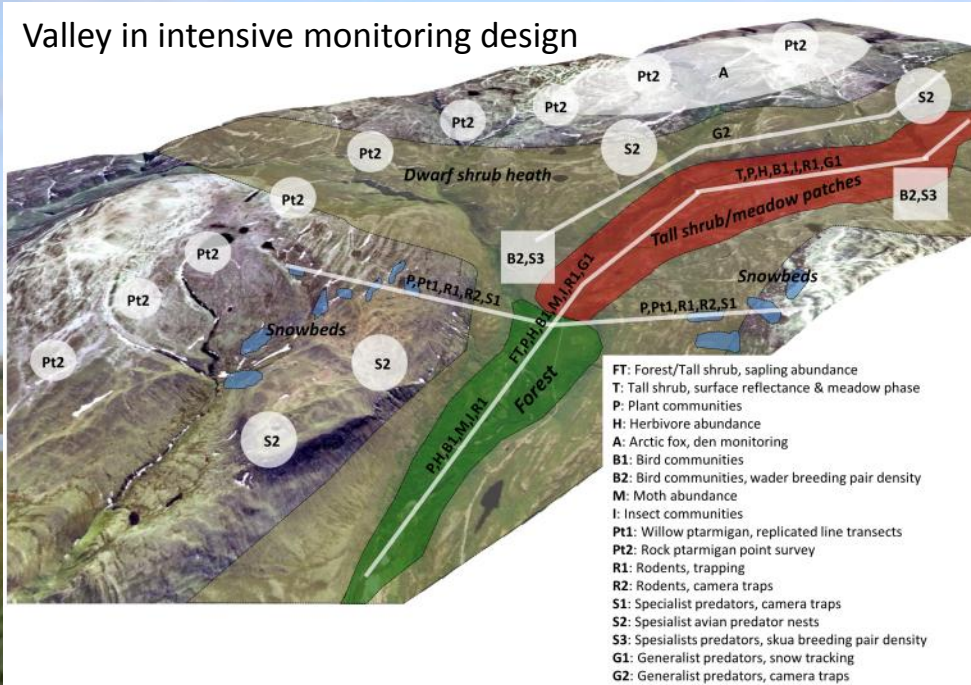 Valley in intensive monitoring design
Pt2
Pt2
A
Pt2
Pt2
Pt2
Pt2
Pt2
Pt2
Pt2
S2
S2
G2
Dwarf shrub heath
T,P,H,B1,I,R1,G1
Tall shrub/meadow patches
B2,S3
B2,S3
FT,P,H,B1,M,I,R1,G1
P,Pt1,R1,R2,S1
P,Pt1,R1,R2,S1
Snowbeds
Snowbeds
S2
S2
Forest
P,H,B1,M,I,R1
FT: Forest/Tall shrub, sapling abundance
T: Tall shrub, surface reflectance & meadow phase
P: Plant communities
H: Herbivore abundance
A: Arctic fox, den monitoring
B1: Bird communities
B2: Bird communities, wader breeding pair density
M: Moth abundance
I: Insect communities
Pt1: Willow ptarmigan, replicated line transects
Pt2: Rock ptarmigan point survey
R1: Rodents, trapping
R2: Rodents, camera traps
S1: Specialist predators, camera traps
S2: Spesialist avian predator nests
S3: Spesialists predators, skua breeding pair density
G1: Generalist predators, snow tracking
G2: Generalist predators, camera traps